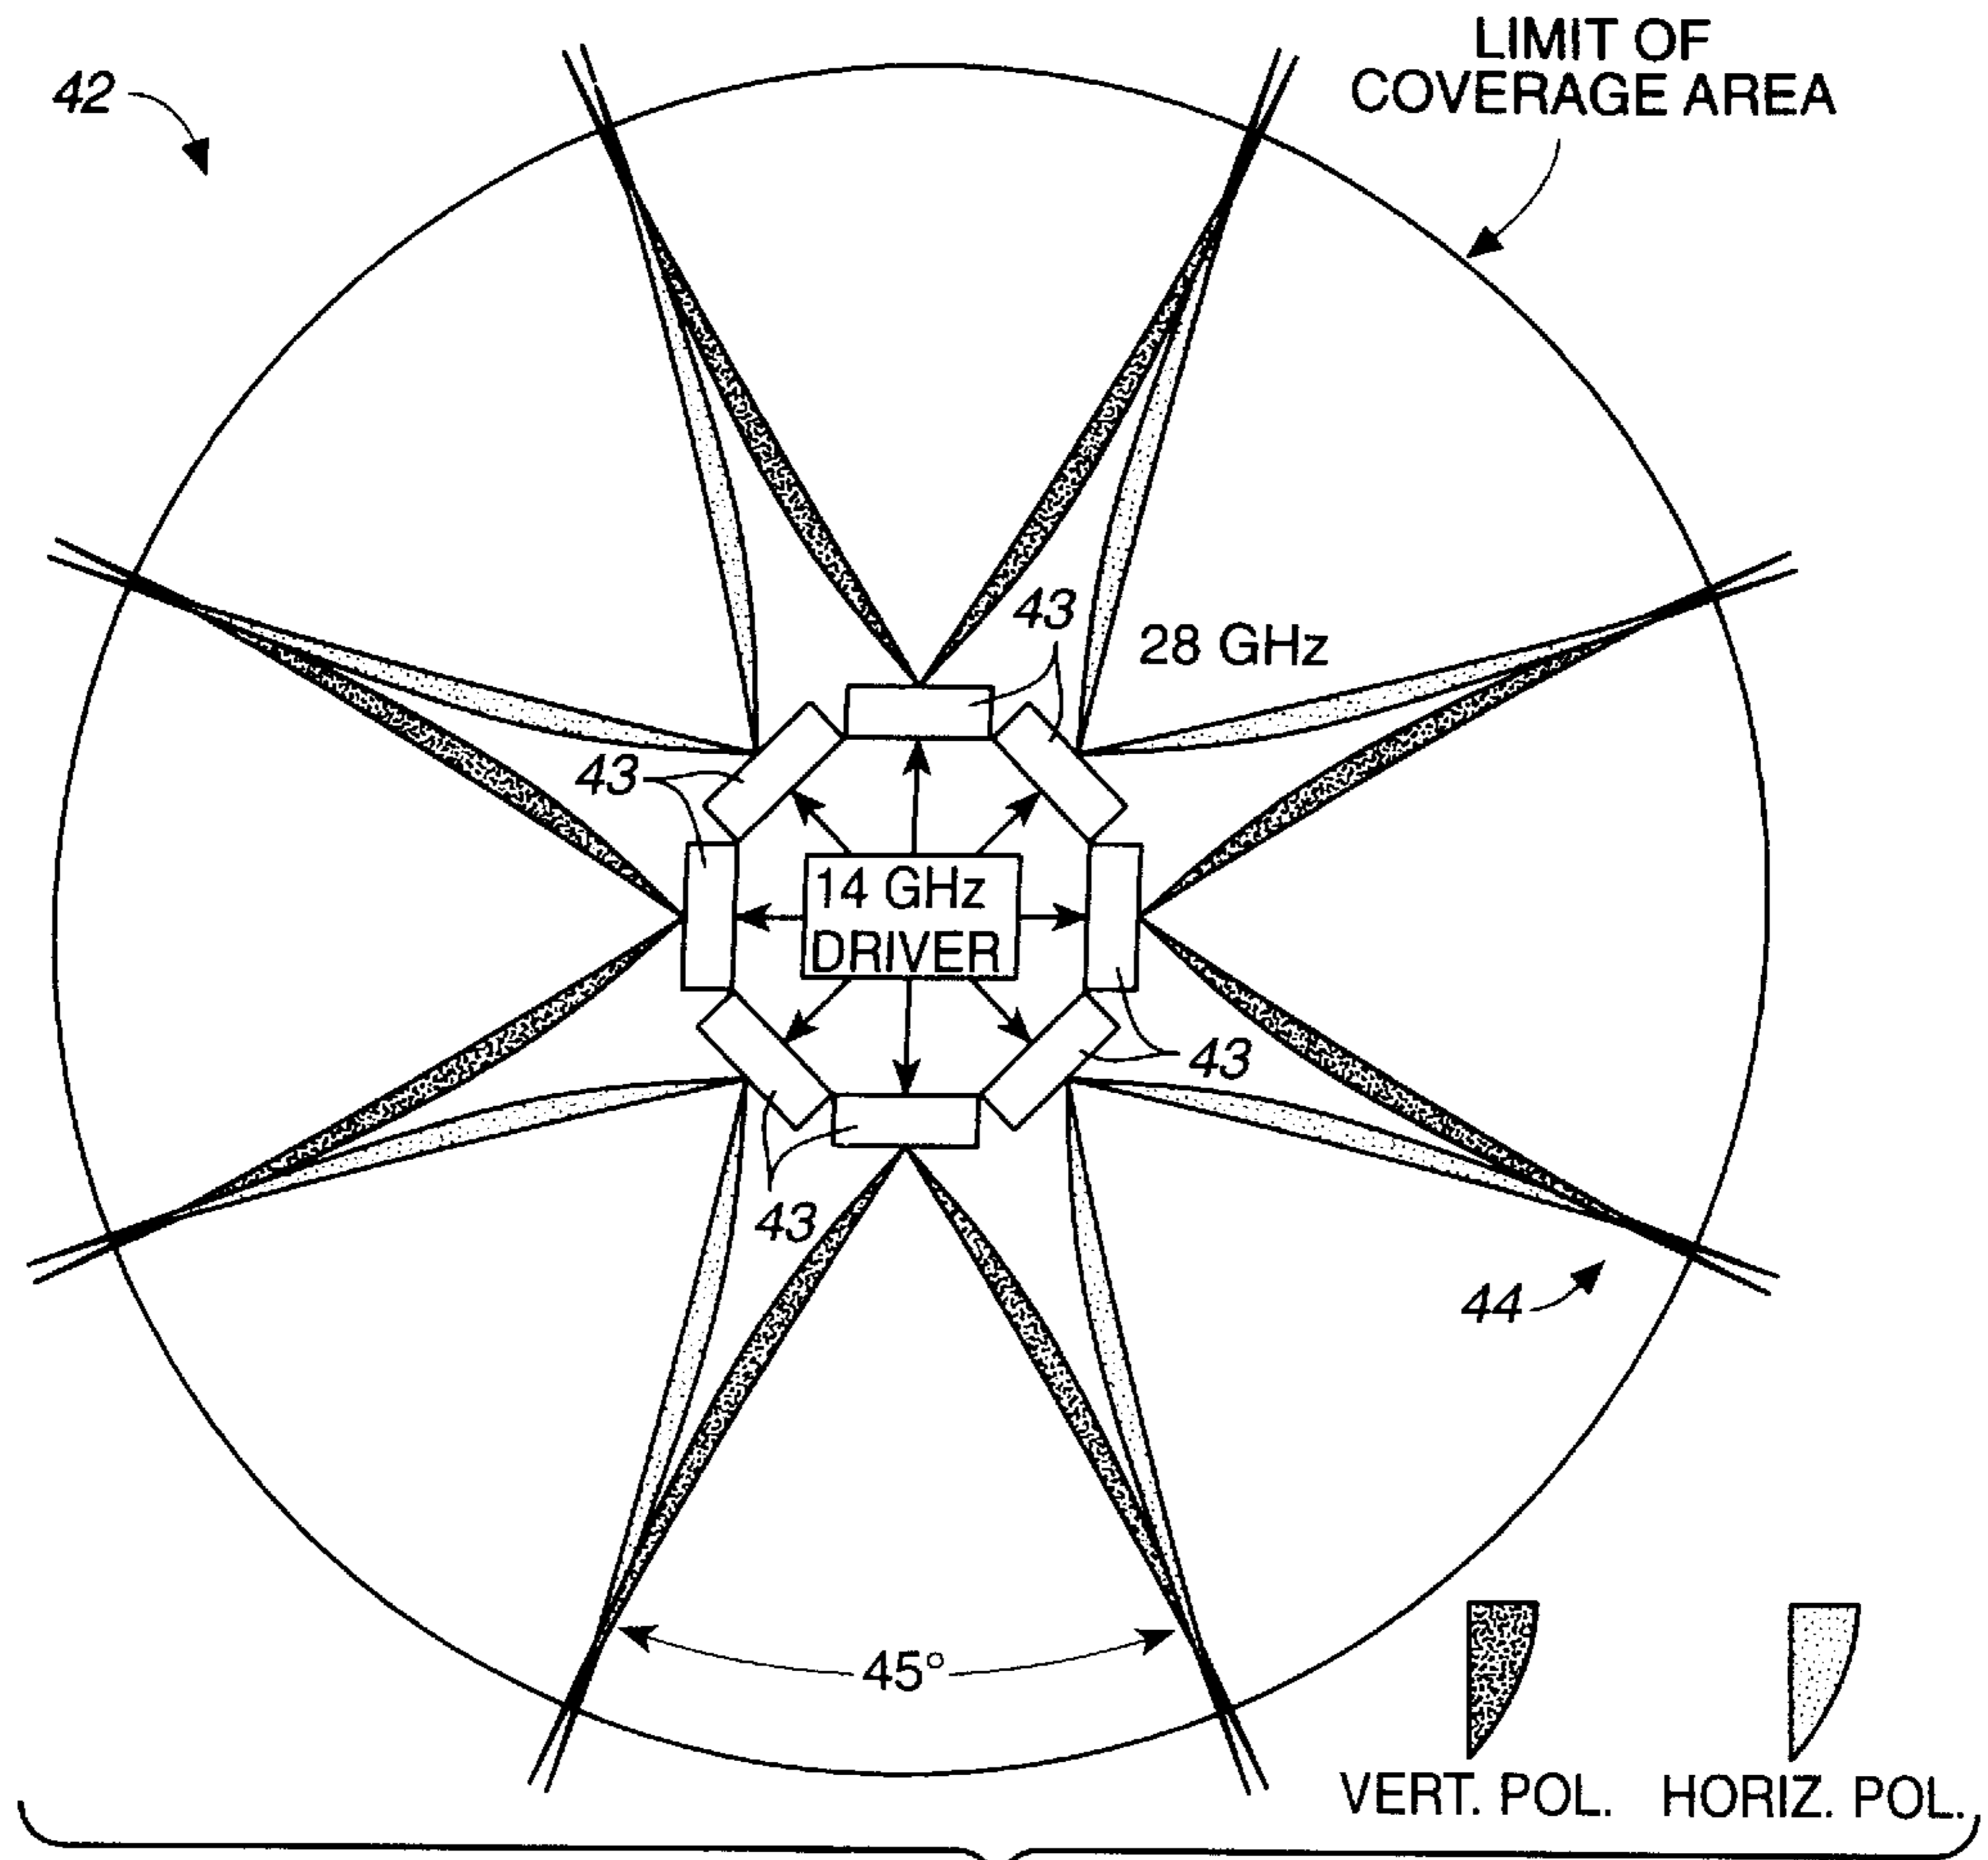 LIMIT OF
COVERAGE AREA
42
43
28 GHz
43
14 GHz
DRIVER
43
43
44
45°
VERT. POL.
HORIZ. POL.